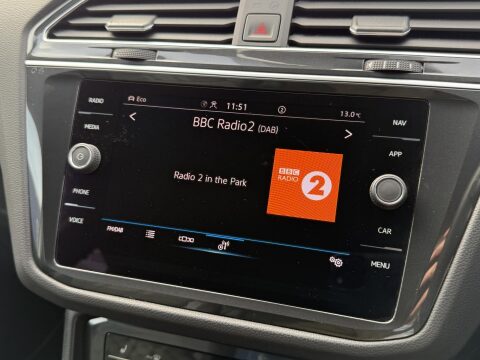 Eco
11:51
13.0 °C
BBC Radio2 (DAB)
Radio 2 in the Park
BBC
RADIO
2
FM/DAB
RADIO
MEDIA
PHONE
VOICE
NAV
APP
CAR
MENU